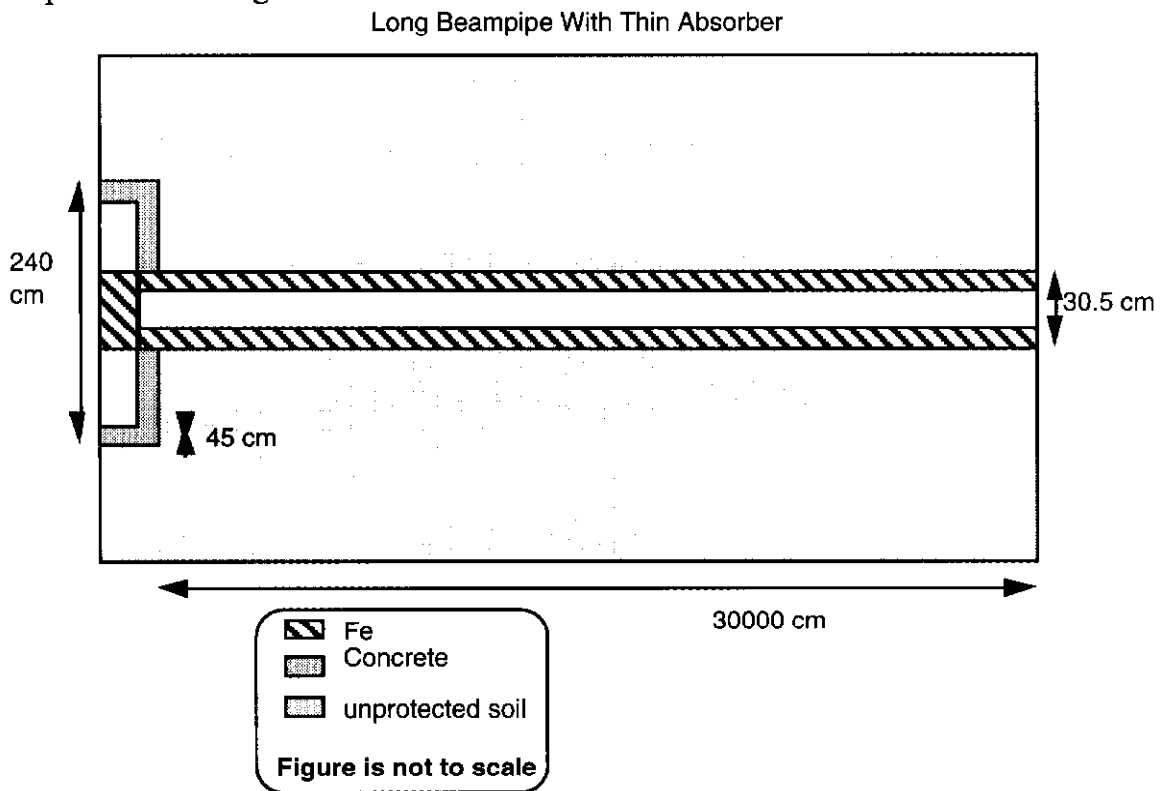 Long Beampipe With Thin Absorber
240
cm
30.5 cm
45 cm
30000 cm
Fe
Concrete
unprotected soil
Figure is not to scale